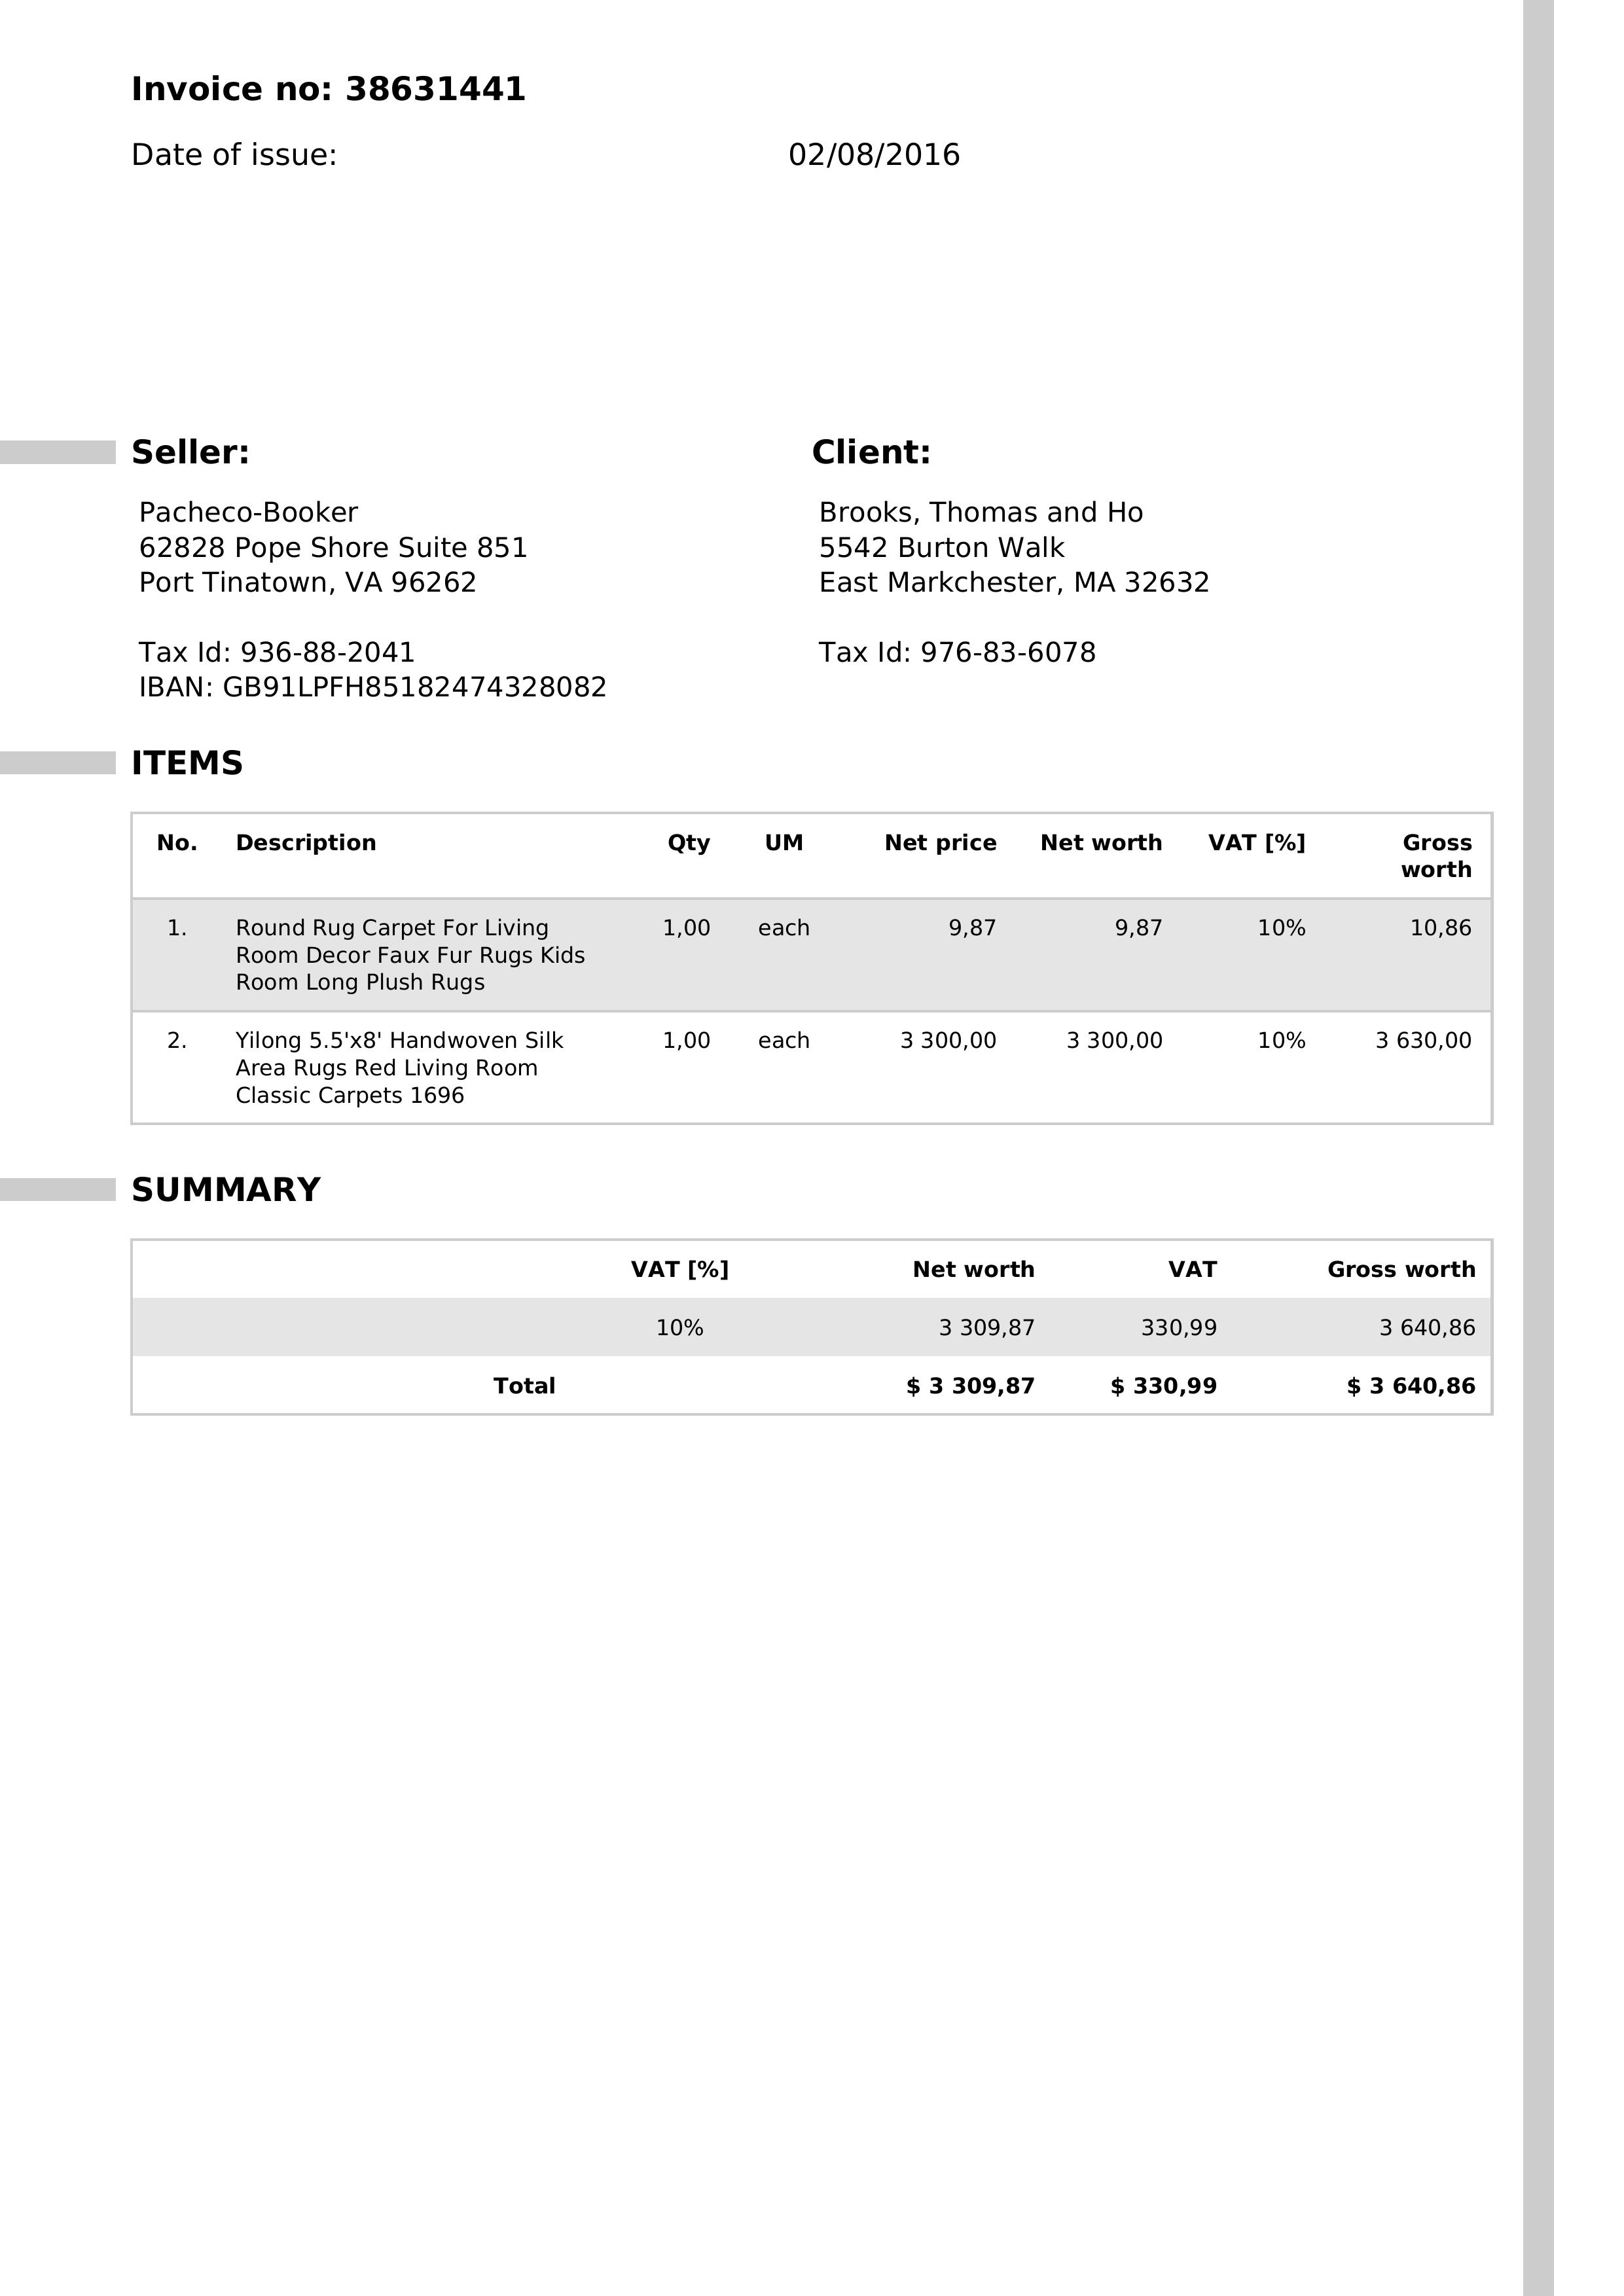 Invoice no: 38631441
Date of issue: 02/08/2016
Seller:
Pacheco-Booker
62828 Pope Shore Suite 851
Port Tinatown, VA 96262
Tax Id: 936-88-2041
IBAN: GB91LPFH85182474328082
Client:
Brooks, Thomas and Ho
5542 Burton Walk
East Markchester, MA 32632
Tax Id: 976-83-6078
ITEMS
No. Description Qty UM Net price Net worth VAT [%] Gross
worth
1. Round Rug Carpet For Living 1,00 each 9,87 9,87 10% 10,86
Room Decor Faux Fur Rugs Kids
Room Long Plush Rugs
2. Yilong 5.5'x8' Handwoven Silk 1,00 each 3 300,00 3 300,00 10% 3 630,00
Area Rugs Red Living Room
Classic Carpets 1696
SUMMARY
VAT [%] Net worth VAT Gross worth
10% 3 309,87 330,99 3 640,86
Total $ 3 309,87 $ 330,99 $ 3 640,86